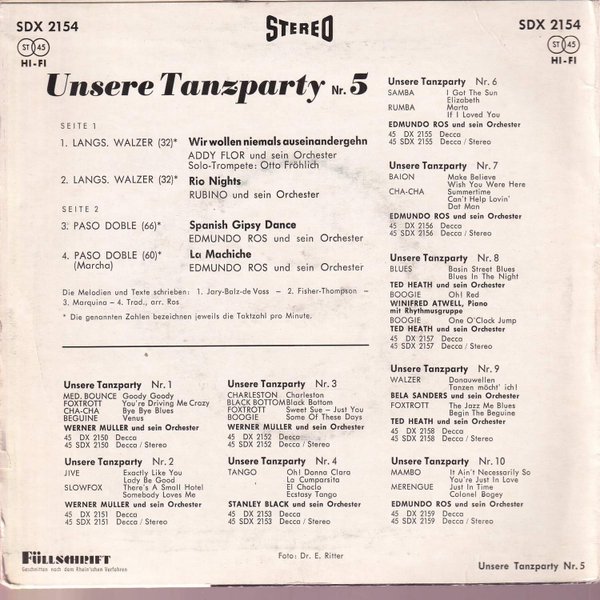 SDX 2154
ST 45
HI-FI
STEREO
SDX 2154
ST 45
HI-FI
Unsere Tanzparty Nr. 5
SEITE 1
1. LANGS. WALZER (32)* Wir wollen niemals auseinandergehn
ADDY FLOR und sein Orchester
Solo-Trompete: Otto Fröhlich
2. LANGS. WALZER (32)* Rio Nights
RUBINO und sein Orchester
SEITE 2
3. PASO DOBLE (66)* Spanish Gipsy Dance
EDMUNDO ROS und sein Orchester
4. PASO DOBLE (60)* La Machiche
(Marcha) EDMUNDO ROS und sein Orchester
Die Melodien und Texte schrieben: 1. Jary-Balz-de Voss – 2. Fisher-Thompson –
3. Marquina – 4. Trad., arr. Ros
* Die genannten Zahlen bezeichnen jeweils die Taktzahl pro Minute.
Unsere Tanzparty Nr. 1
MED. BOUNCE Goody Goody
FOXTROTT You're Driving Me Crazy
CHA-CHA Bye Bye Blues
BEGUINE Venus
WERNER MULLER und sein Orchester
45 DX 2150 Decca
45 SDX 2150 Decca / Stereo
Unsere Tanzparty Nr. 2
JIVE Exactly Like You
Lady Be Good
SLOWFOX There's A Small Hotel
Somebody Loves Me
WERNER MULLER und sein Orchester
45 DX 2151 Decca
45 SDX 2151 Decca / Stereo
Unsere Tanzparty Nr. 3
CHARLESTON Charleston
BLACK BOTTOM Black Bottom
FOXTROTT Sweet Sue – Just You
BOOGIE Some Of These Days
WERNER MULLER und sein Orchester
45 DX 2152 Decca
45 SDX 2152 Decca / Stereo
Unsere Tanzparty Nr. 4
TANGO Oh! Donna Clara
La Cumparsita
El Choclo
Ecstasy Tango
STANLEY BLACK und sein Orchester
45 DX 2153 Decca
45 SDX 2153 Decca / Stereo
Unsere Tanzparty Nr. 6
SAMBA I Got The Sun
Elizabeth
RUMBA Marta
If I Loved You
EDMUNDO ROS und sein Orchester
45 DX 2155 Decca
45 SDX 2155 Decca / Stereo
Unsere Tanzparty Nr. 7
BAION Make Believe
Wish You Were Here
CHA-CHA Summertime
Can't Help Lovin'
Dat Man
EDMUNDO ROS und sein Orchester
45 DX 2156 Decca
45 SDX 2156 Decca / Stereo
Unsere Tanzparty Nr. 8
BLUES Basin Street Blues
Blues In The Night
TED HEATH und sein Orchester
BOOGIE Oh! Red
WINIFRED ATWELL, Piano
mit Rhythmusgruppe
BOOGIE One O'Clock Jump
TED HEATH und sein Orchester
45 DX 2157 Decca
45 SDX 2157 Decca / Stereo
Unsere Tanzparty Nr. 9
WALZER Donauwellen
Tanzen möcht' ich!
BELA SANDERS und sein Orchester
FOXTROTT The Jazz Me Blues
Begin The Beguine
TED HEATH und sein Orchester
45 DX 2158 Decca
45 SDX 2158 Decca / Stereo
Unsere Tanzparty Nr. 10
MAMBO It Ain't Necessarily So
You're Just In Love
MERENGUE Just In Time
Colonel Bogey
EDMUNDO ROS und sein Orchester
45 DX 2159 Decca
45 SDX 2159 Decca / Stereo
FÜLLSCHRIFT
Geschnitten nach dem Rhein'schen Verfahren
Foto: Dr. E. Ritter
Unsere Tanzparty Nr. 5